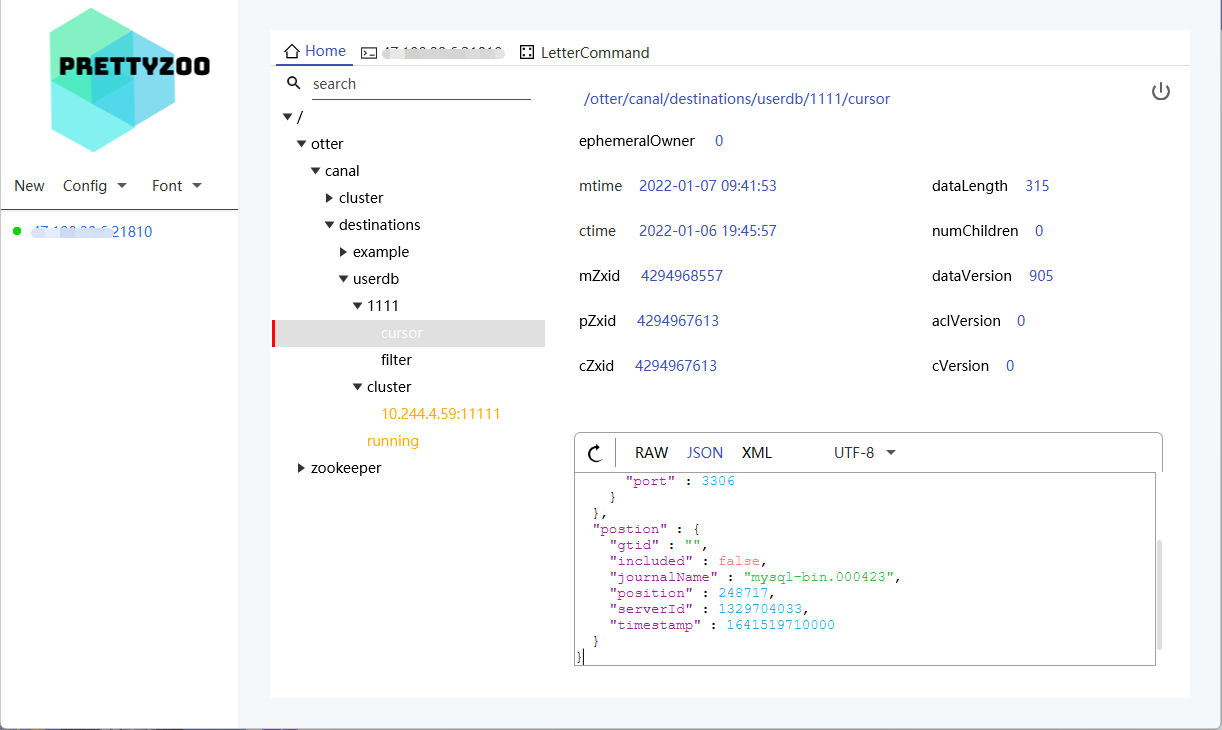 PRETTYZOO
New Config Font
21810
Home LetterCommand
search
/
otter
canal
cluster
destinations
example
userdb
1111
cursor
filter
cluster
10.244.4.59:11111
running
zookeeper
/otter/canal/destinations/userdb/1111/cursor
ephemeralOwner 0
mtime 2022-01-07 09:41:53 dataLength 315
ctime 2022-01-06 19:45:57 numChildren 0
mZxid 4294968557 dataVersion 905
pZxid 4294967613 aclVersion 0
cZxid 4294967613 cVersion 0
RAW JSON XML UTF-8
"port" : 3306
}
},
"postion" : {
"gtid" : "",
"included" : false,
"journalName" : "mysql-bin.000423",
"position" : 248717,
"serverId" : 1329704033,
"timestamp" : 1641519710000
}
}